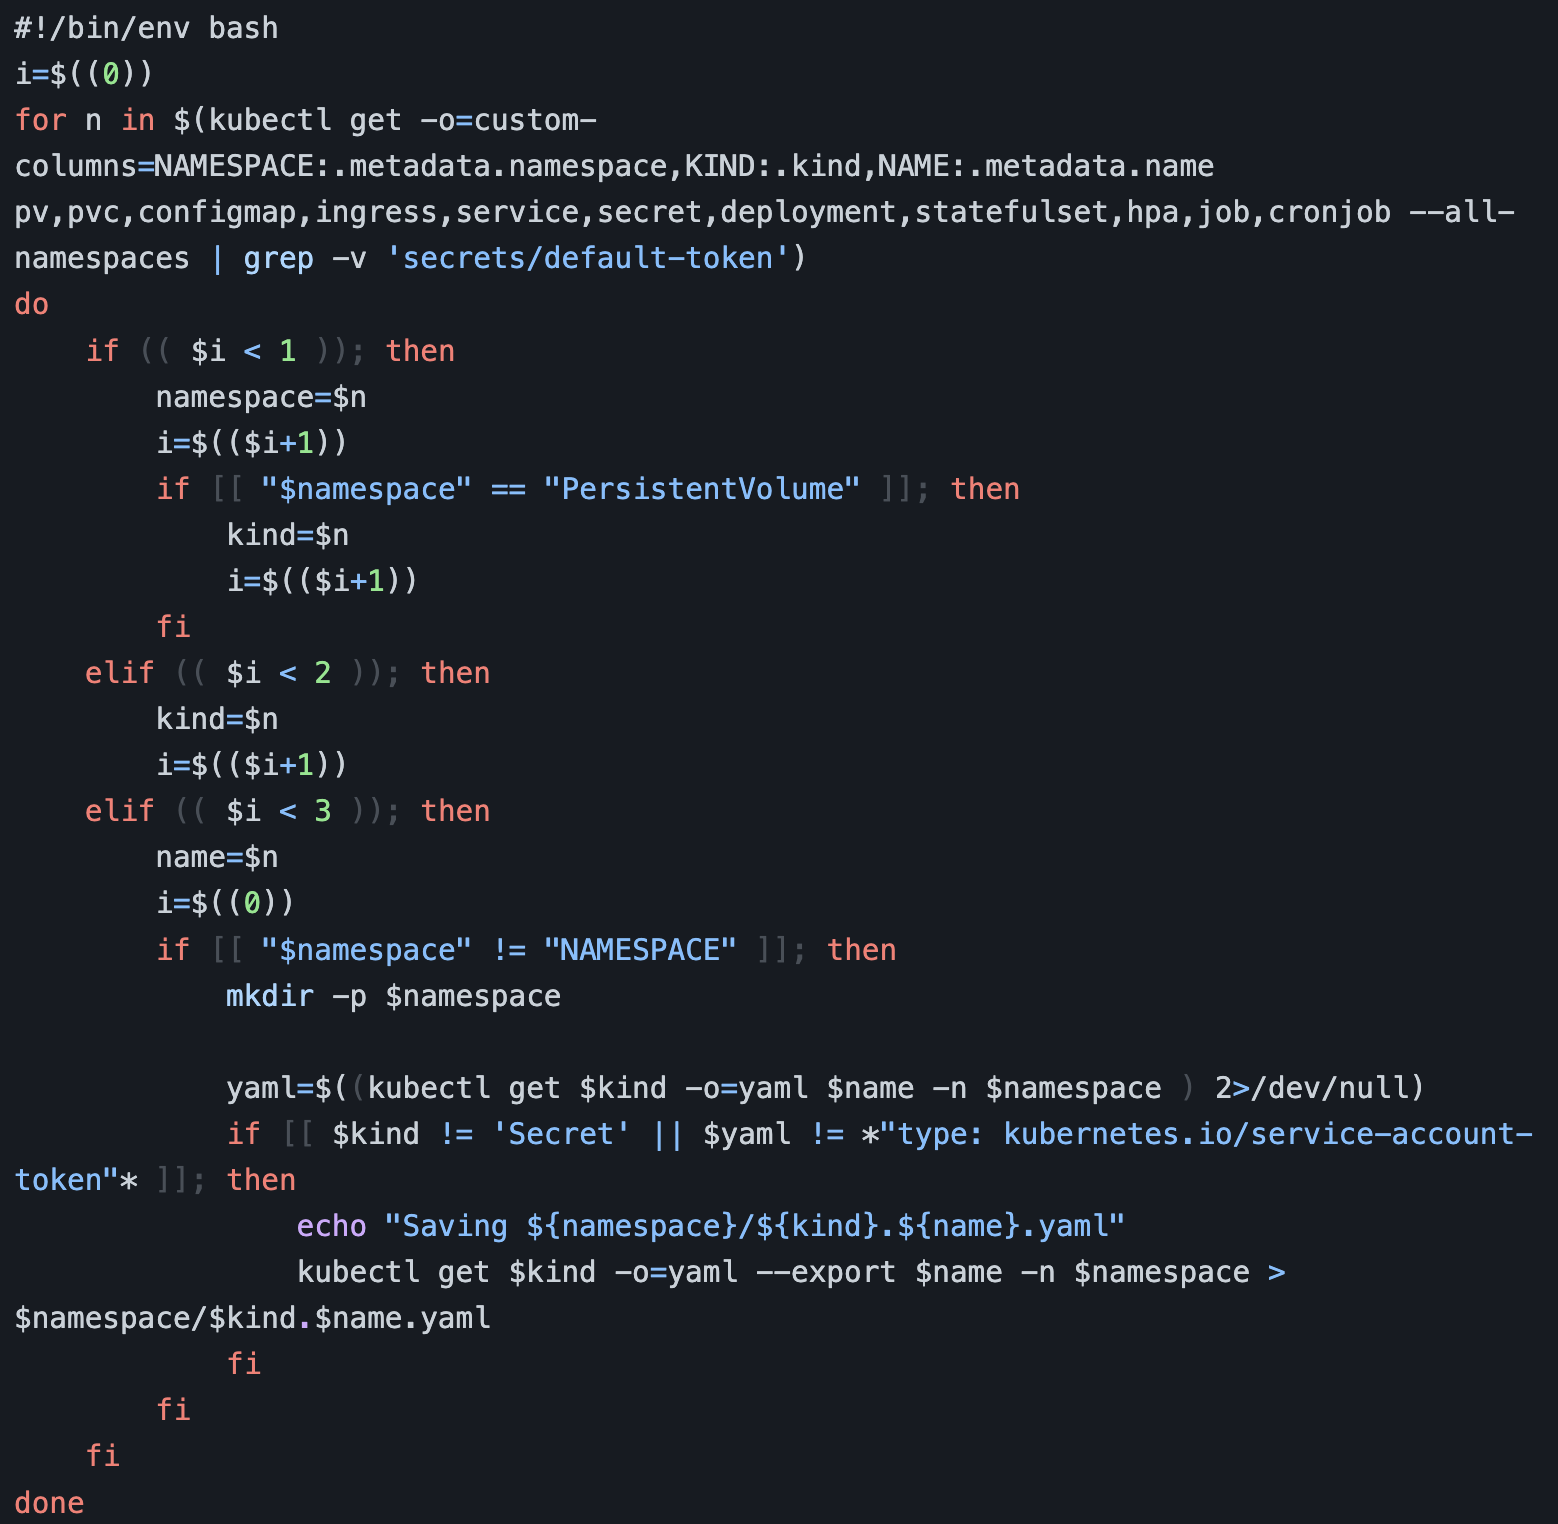 #!/bin/env bash
i=$((0))
for n in $(kubectl get -o=custom-
columns=NAMESPACE:.metadata.namespace,KIND:.kind,NAME:.metadata.name
pv,pvc,configmap,ingress,service,secret,deployment,statefulset,hpa,job,cronjob --all-
namespaces | grep -v 'secrets/default-token')
do
    if (( $i < 1 )); then
        namespace=$n
        i=$(($i+1))
        if [[ "$namespace" == "PersistentVolume" ]]; then
            kind=$n
            i=$(($i+1))
        fi
    elif (( $i < 2 )); then
        kind=$n
        i=$(($i+1))
    elif (( $i < 3 )); then
        name=$n
        i=$((0))
        if [[ "$namespace" != "NAMESPACE" ]]; then
            mkdir -p $namespace

            yaml=$((kubectl get $kind -o=yaml $name -n $namespace ) 2>/dev/null)
            if [[ $kind != 'Secret' || $yaml != *"type: kubernetes.io/service-account-
token"* ]]; then
                echo "Saving ${namespace}/${kind}.${name}.yaml"
                kubectl get $kind -o=yaml --export $name -n $namespace >
$namespace/$kind.$name.yaml
            fi
        fi
    fi
done